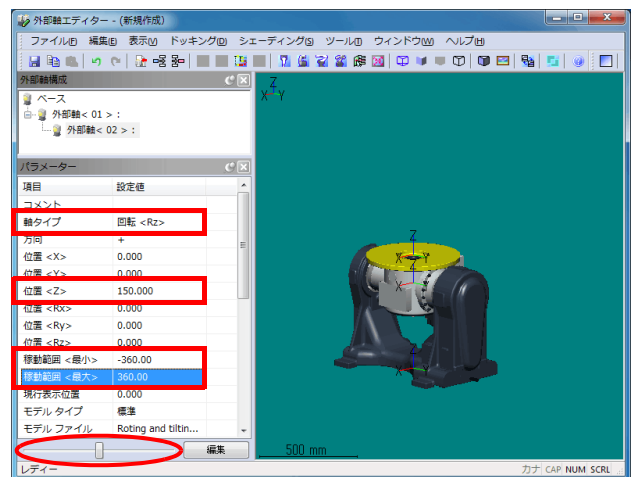 外部軸エディター - (新規作成)
ファイル(F) 編集(E) 表示(V) ドッキング(D) シェーディング(S) ツール(T) ウィンドウ(W) ヘルプ(H)
外部軸構成
ベース
外部軸< 01 > :
外部軸< 02 > :
パラメーター
項目 設定値
コメント
軸タイプ 回転 <Rz>
方向 +
位置 <X> 0.000
位置 <Y> 0.000
位置 <Z> 150.000
位置 <Rx> 0.000
位置 <Ry> 0.000
位置 <Rz> 0.000
稼動範囲 <最小> -360.00
稼動範囲 <最大> 360.00
現行表示位置 0.000
モデル タイプ 標準
モデル ファイル Roting and tiltin...
編集
Z
X Y
Z
X Y
Z
X
Z
X Y
500 mm
レディー カナ CAP NUM SCRL